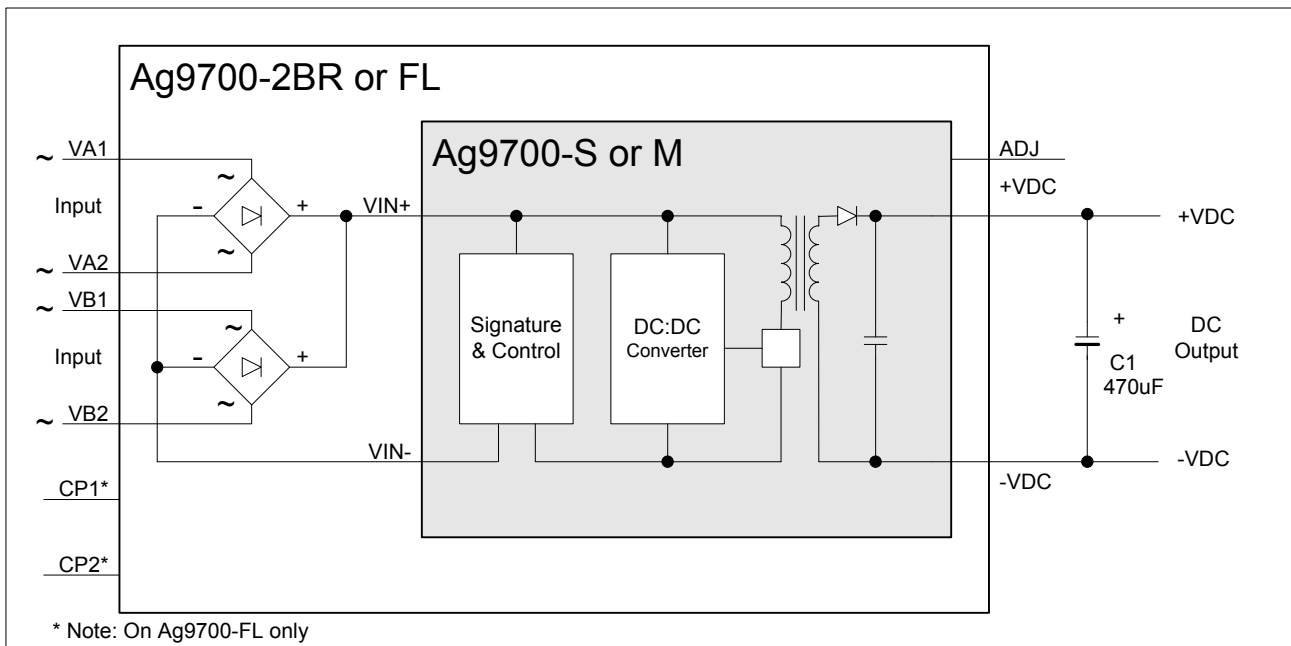 Ag9700-2BR or FL
Ag9700-S or M
~ VA1
~
Input
- +
~
~ VA2
VIN+
~ VB1
~
Input
- +
~
~ VB2
VIN-
CP1*
CP2*
Signature
& Control
DC:DC
Converter
ADJ
+VDC
+VDC
+
C1
470uF
DC
Output
-VDC
-VDC
* Note: On Ag9700-FL only